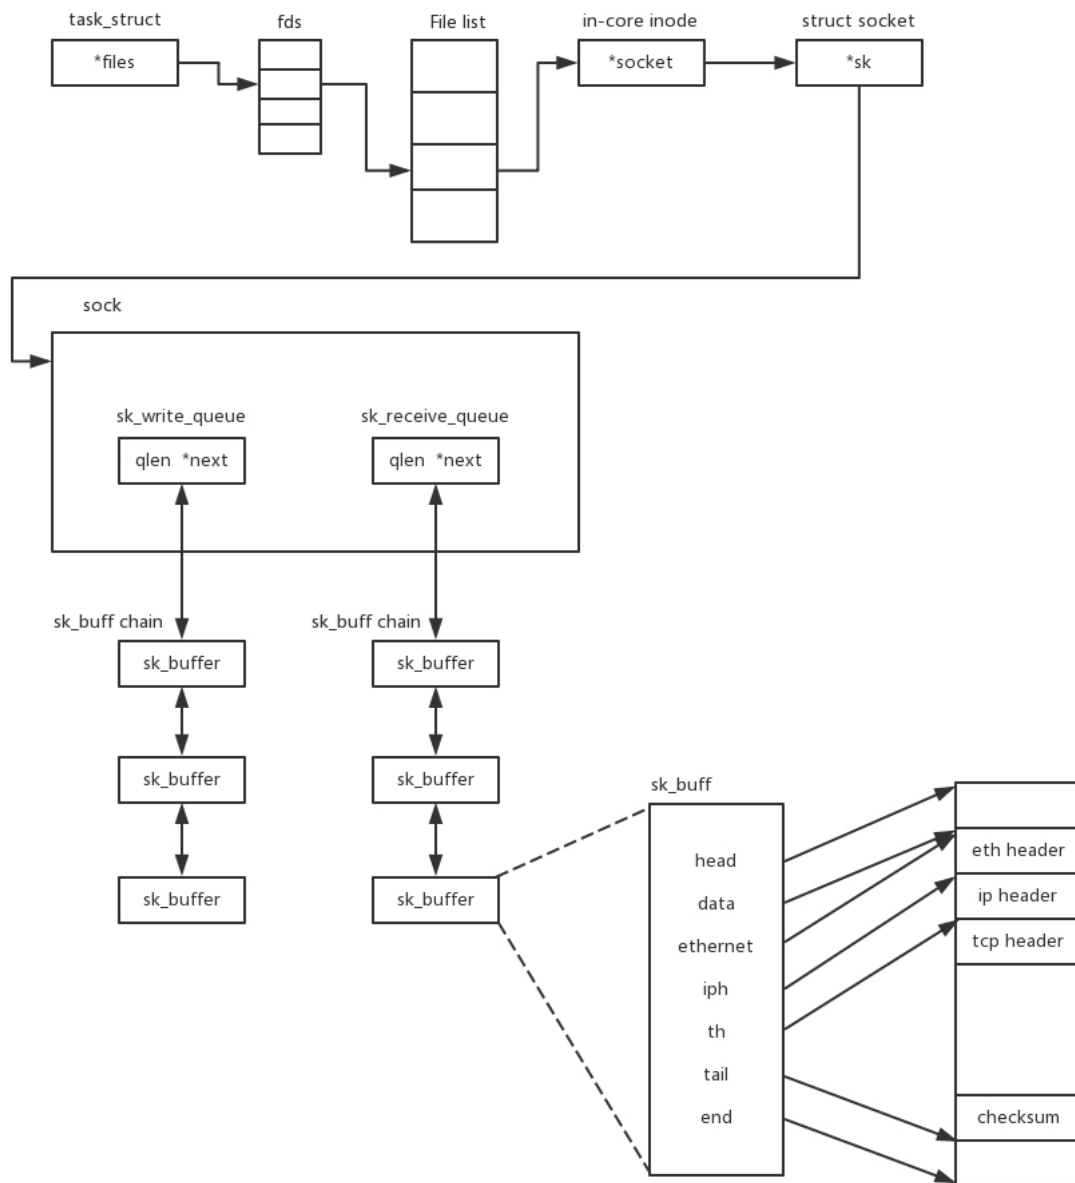 task_struct
fds
File list
in-core inode
struct socket
*files
*socket
*sk
sock
sk_write_queue
sk_receive_queue
qlen *next
qlen *next
sk_buff chain
sk_buff chain
sk_buffer
sk_buffer
sk_buffer
sk_buffer
sk_buffer
sk_buffer
sk_buff
head
data
ethernet
iph
th
tail
end
eth header
ip header
tcp header
checksum